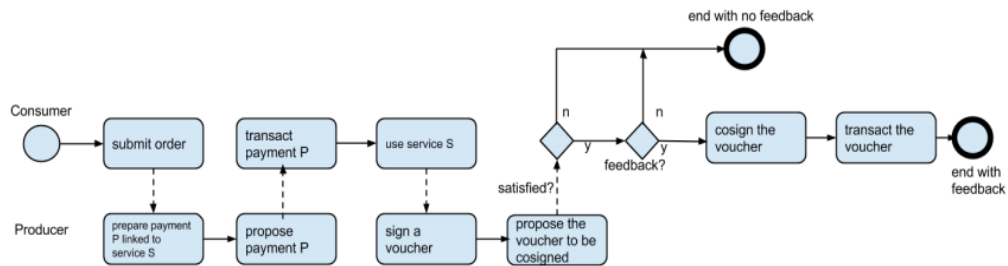 end with no feedback
Consumer
n
n
submit order
transact
payment P
use service S
y
feedback?
y
cosign the
voucher
transact the
voucher
end with
feedback
satisfied?
Producer
prepare payment
P linked to
service S
propose
payment P
sign a
voucher
propose the
voucher to be
cosigned